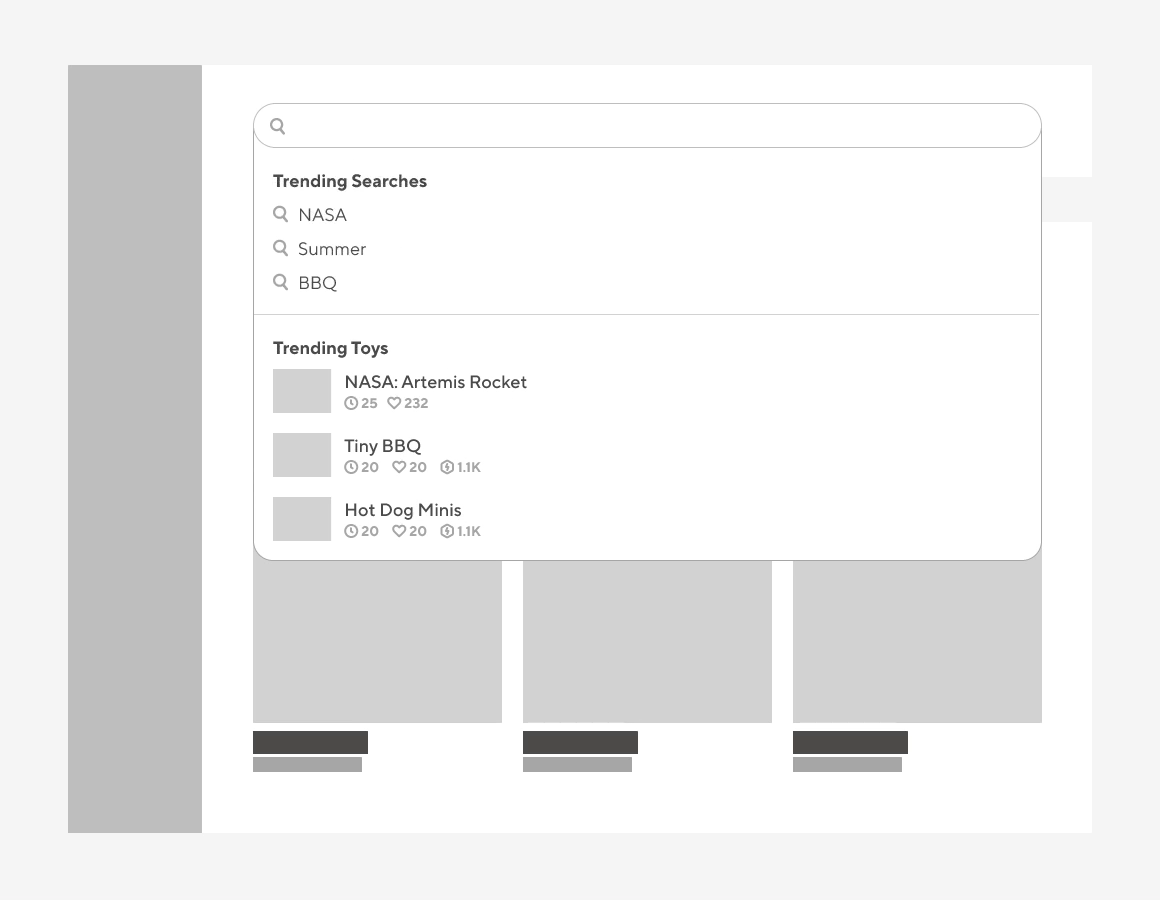 Trending Searches
NASA
Summer
BBQ
Trending Toys
NASA: Artemis Rocket
25 232
Tiny BBQ
20 20 1.1K
Hot Dog Minis
20 20 1.1K